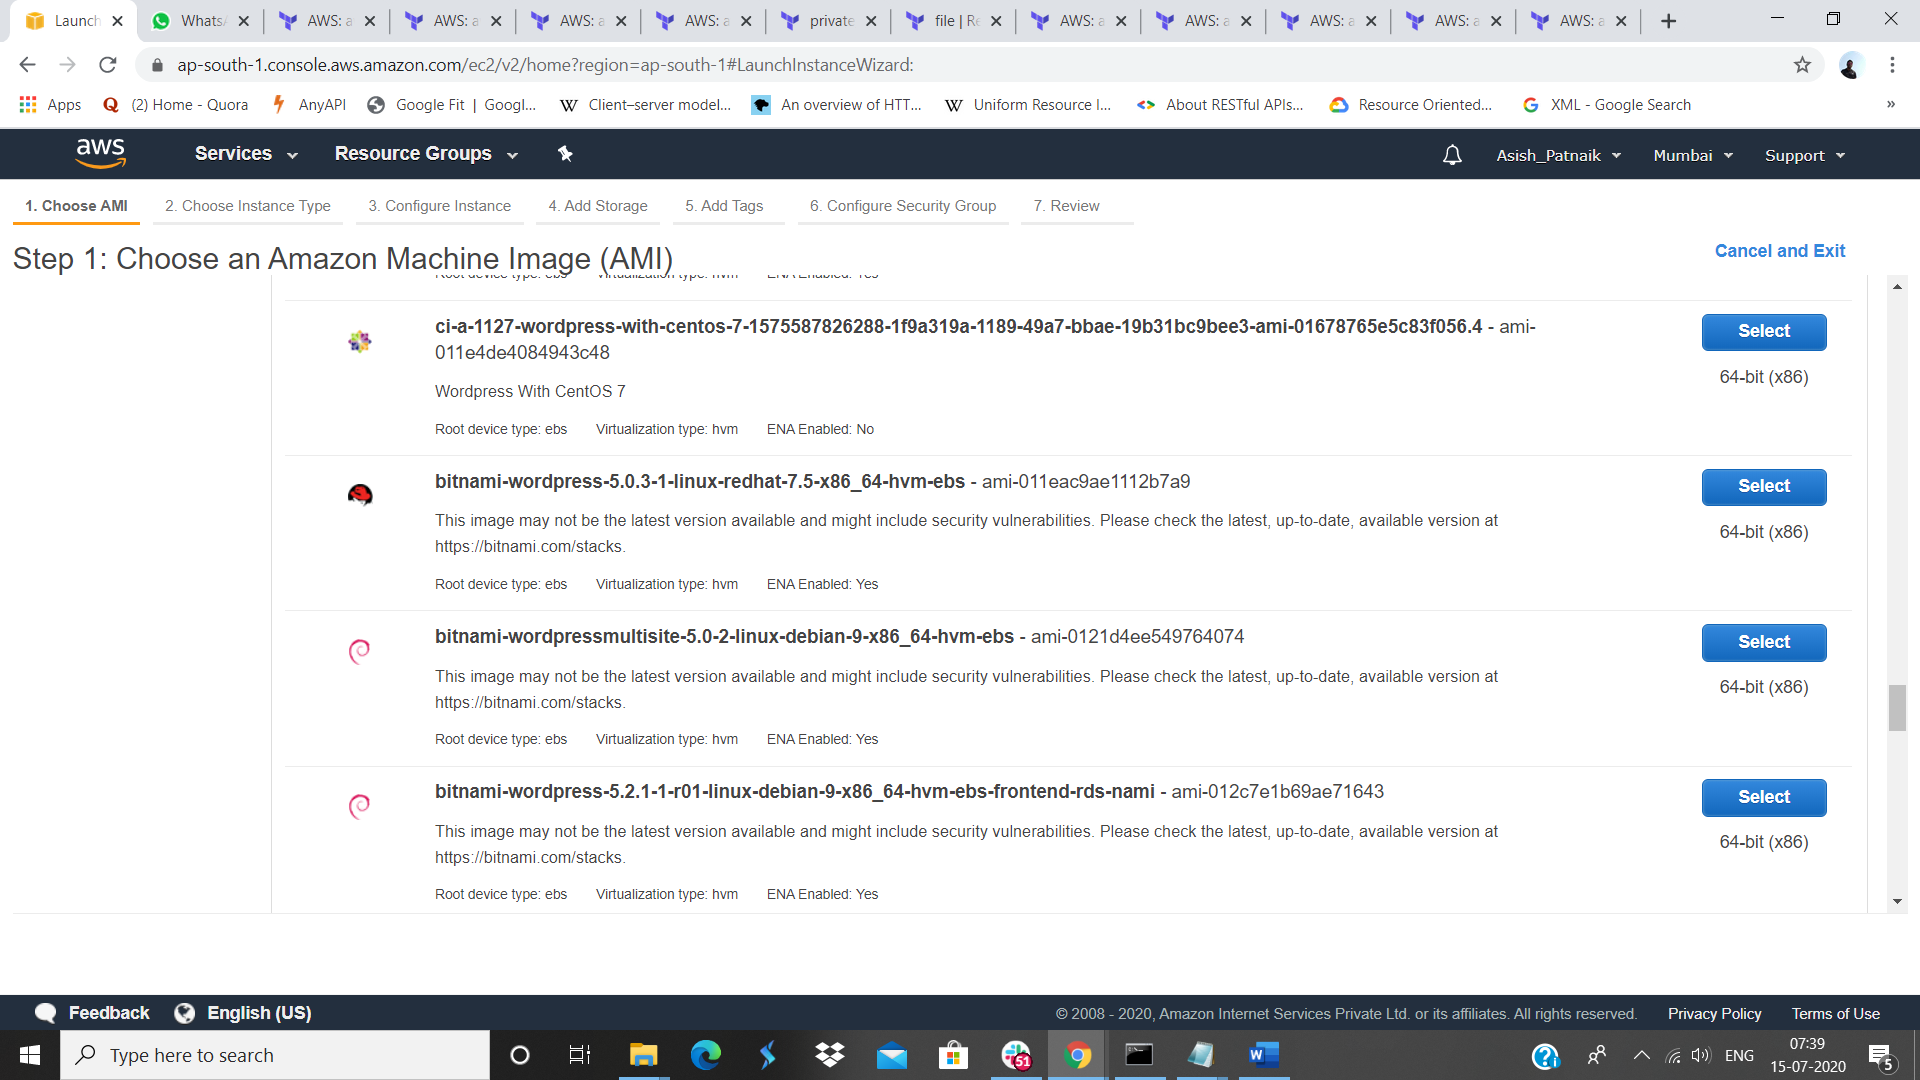 Launch
Whats
AWS: a
AWS: a
AWS: a
AWS: a
private
file | Re
AWS: a
AWS: a
AWS: a
AWS: a
AWS: a
ap-south-1.console.aws.amazon.com/ec2/v2/home?region=ap-south-1#LaunchInstanceWizard:
Apps
(2) Home - Quora
AnyAPI
Google Fit | Googl...
Client–server model...
An overview of HTT...
Uniform Resource I...
About RESTful APIs...
Resource Oriented...
XML - Google Search
»
aws
Services
Resource Groups
Asish_Patnaik
Mumbai
Support
1. Choose AMI
2. Choose Instance Type
3. Configure Instance
4. Add Storage
5. Add Tags
6. Configure Security Group
7. Review
Step 1: Choose an Amazon Machine Image (AMI)
Cancel and Exit
Root device type: ebs Virtualization type: hvm ENA Enabled: Yes
ci-a-1127-wordpress-with-centos-7-1575587826288-1f9a319a-1189-49a7-bbae-19b31bc9bee3-ami-01678765e5c83f056.4 - ami-
011e4de4084943c48
Select
64-bit (x86)
Wordpress With CentOS 7
Root device type: ebs Virtualization type: hvm ENA Enabled: No
bitnami-wordpress-5.0.3-1-linux-redhat-7.5-x86_64-hvm-ebs - ami-011eac9ae1112b7a9
Select
64-bit (x86)
This image may not be the latest version available and might include security vulnerabilities. Please check the latest, up-to-date, available version at
https://bitnami.com/stacks.
Root device type: ebs Virtualization type: hvm ENA Enabled: Yes
bitnami-wordpressmultisite-5.0-2-linux-debian-9-x86_64-hvm-ebs - ami-0121d4ee549764074
Select
64-bit (x86)
This image may not be the latest version available and might include security vulnerabilities. Please check the latest, up-to-date, available version at
https://bitnami.com/stacks.
Root device type: ebs Virtualization type: hvm ENA Enabled: Yes
bitnami-wordpress-5.2.1-1-r01-linux-debian-9-x86_64-hvm-ebs-frontend-rds-nami - ami-012c7e1b69ae71643
Select
64-bit (x86)
This image may not be the latest version available and might include security vulnerabilities. Please check the latest, up-to-date, available version at
https://bitnami.com/stacks.
Root device type: ebs Virtualization type: hvm ENA Enabled: Yes
Feedback
English (US)
© 2008 - 2020, Amazon Internet Services Private Ltd. or its affiliates. All rights reserved.
Privacy Policy
Terms of Use
Type here to search
51
ENG
07:39
15-07-2020
5